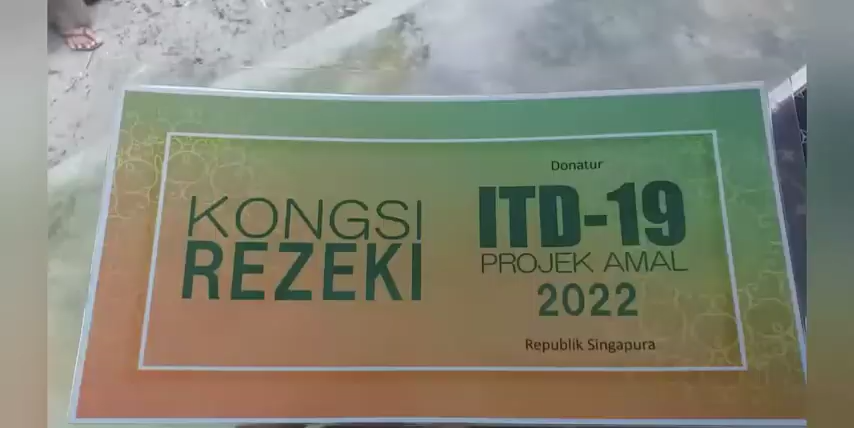 KONGSI
REZEKI
Donatur
ITD-19
PROJEK AMAL
2022
Republik Singapura